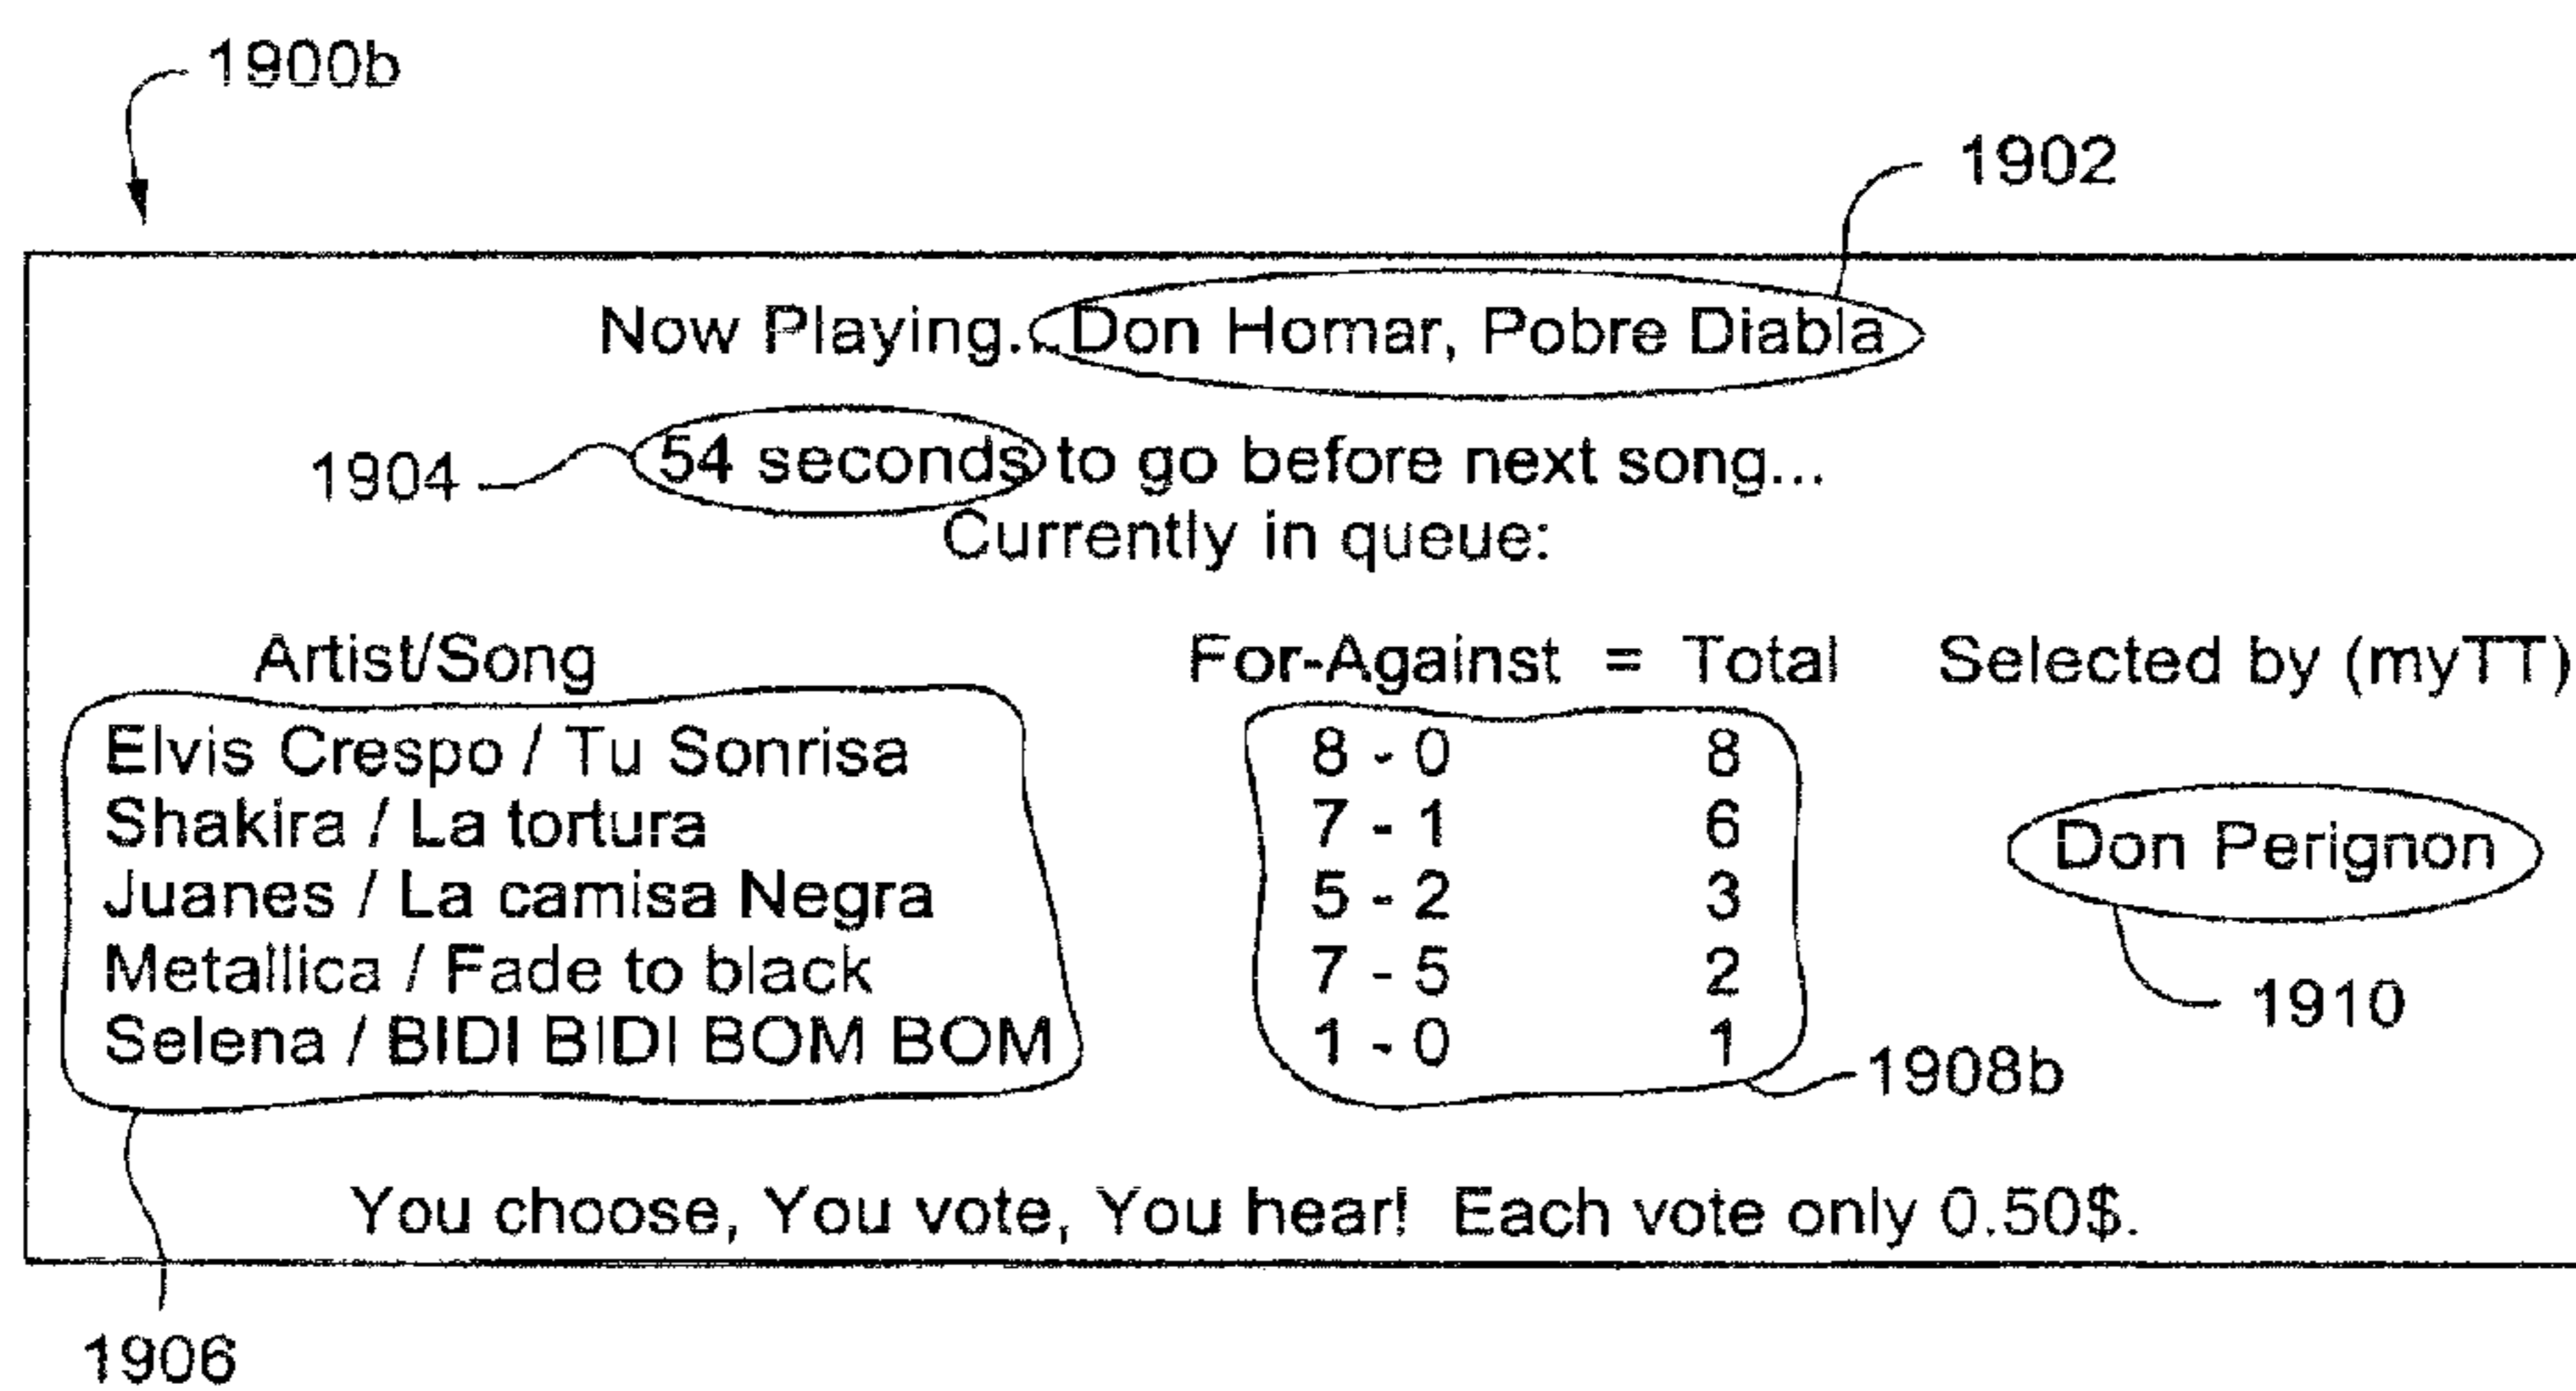 1900b
1902
Now Playing... Don Homar, Pobre Diabla
1904 54 seconds to go before next song...
Currently in queue:
Artist/Song For-Against = Total Selected by (myTT)
Elvis Crespo / Tu Sonrisa 8 - 0 8
Shakira / La tortura 7 - 1 6
Don Perignon
Juanes / La camisa Negra 5 - 2 3
Metallica / Fade to black 7 - 5 2
1910
Selena / BIDI BIDI BOM BOM 1 - 0 1
1908b
You choose, You vote, You hear! Each vote only 0.50$.
1906